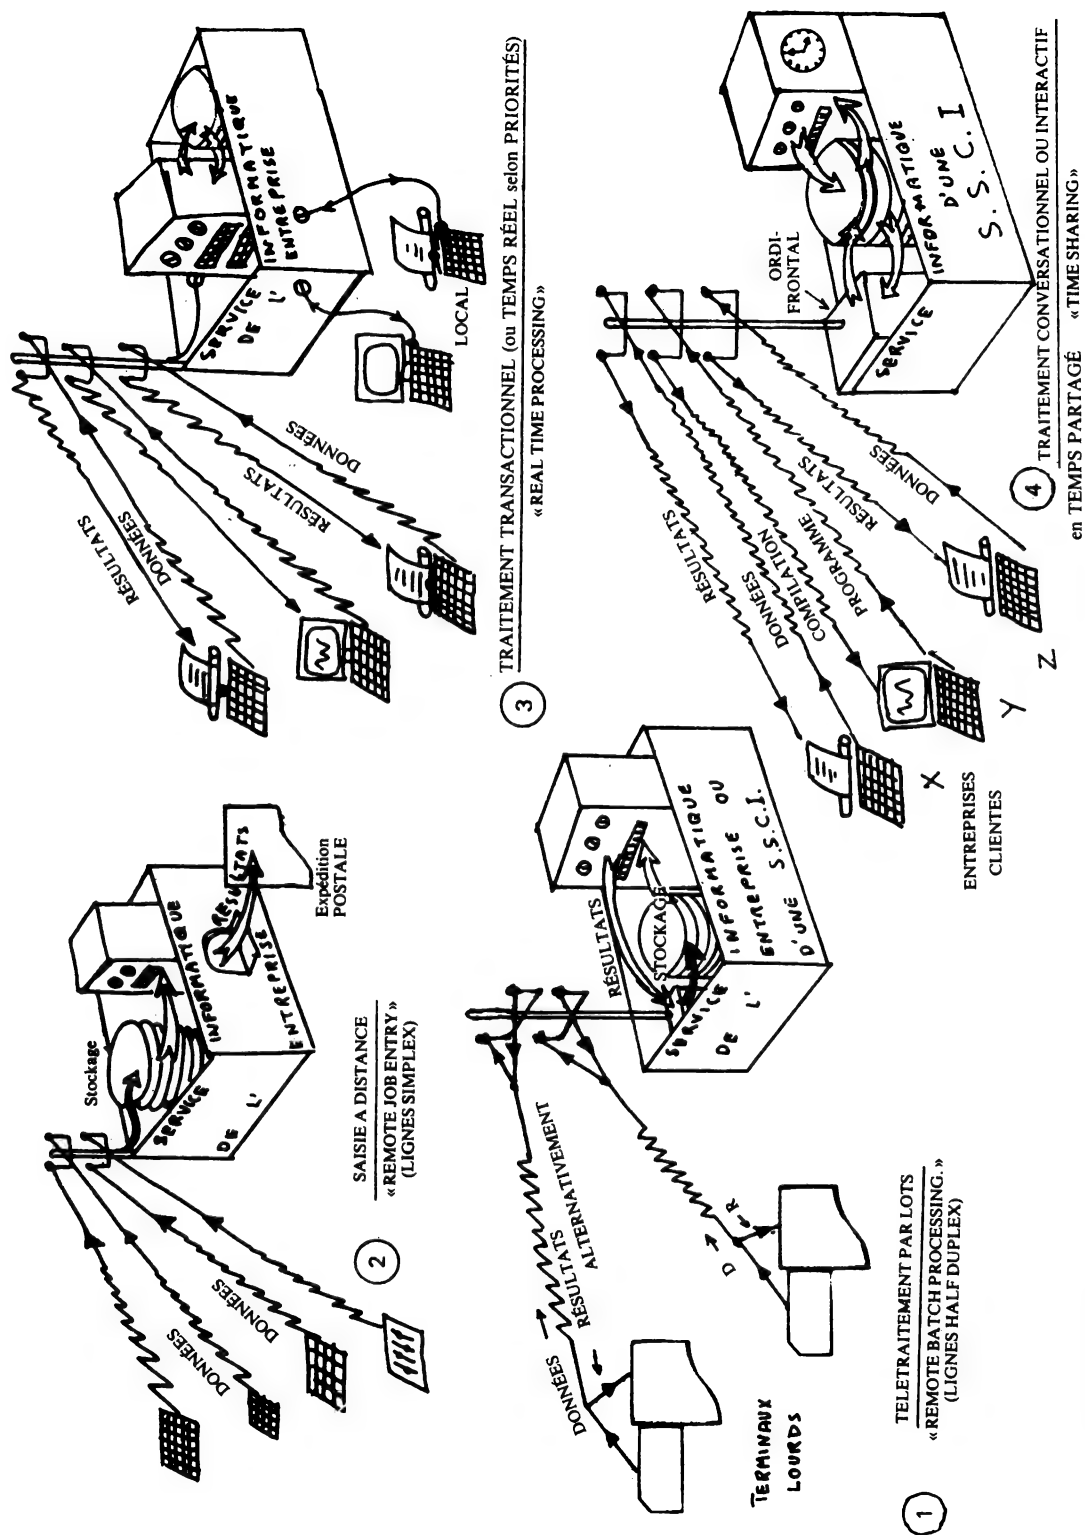 Stockage
SERVICE
DE L'
INFORMATIQUE
ENTREPRISE
RÉSULTATS
Expédition
POSTALE
DONNÉES
DONNÉES
2
SAISIE A DISTANCE
«REMOTE JOB ENTRY»
(LIGNES SIMPLEX)
RÉSULTATS
DONNÉES
RÉSULTATS
DONNÉES
SERVICE
DE L'
INFORMATIQUE
ENTREPRISE
LOCAL
3
TRAITEMENT TRANSACTIONNEL (ou TEMPS RÉEL selon PRIORITÉS)
«REAL TIME PROCESSING»
DONNÉES
RÉSULTATS
ALTERNATIVEMENT
D
R
RÉSULTATS
STOCKAGE
SERVICE
DE L'
INFORMATIQUE OU
ENTREPRISE
D'UNE S.S.C.I.
TERMINAUX
LOURDS
1
TELETRAITEMENT PAR LOTS
«REMOTE BATCH PROCESSING.»
(LIGNES HALF DUPLEX)
RÉSULTATS
DONNÉES
COMPILATION
PROGRAMME
RÉSULTATS
DONNÉES
ORDI-
FRONTAL
SERVICE
INFORMATIQUE
D'UNE
S.S.C.I
X
Y
Z
ENTREPRISES
CLIENTES
4
TRAITEMENT CONVERSATIONNEL OU INTERACTIF
en TEMPS PARTAGÉ «TIME SHARING»